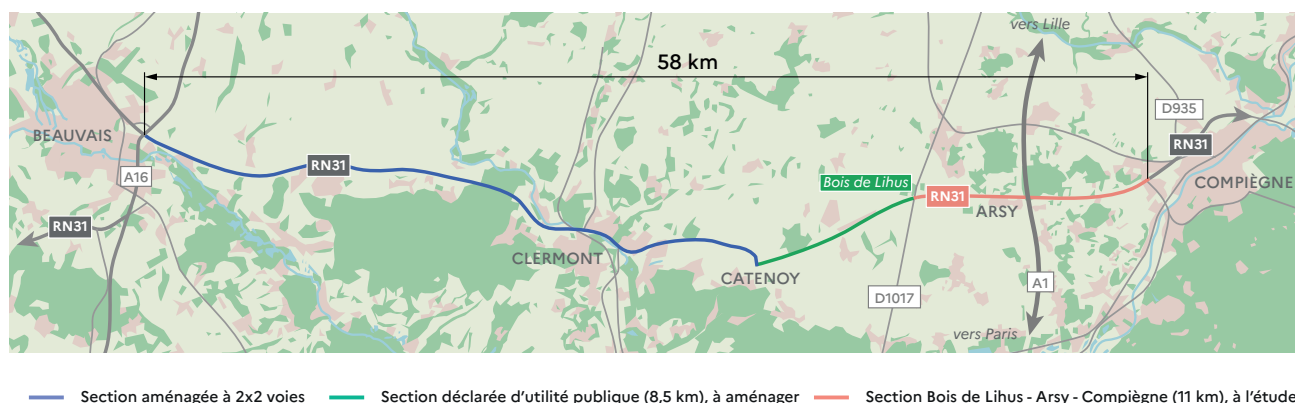 vers Lille
58 km
D935
BEAUVAIS
RN31
RN31
A16
Bois de Lihus
COMPIÈGNE
RN31
ARSY
RN31
CLERMONT
CATENOY
A1
D1017
vers Paris
Section aménagée à 2x2 voies
Section déclarée d'utilité publique (8,5 km), à aménager
Section Bois de Lihus - Arsy - Compiègne (11 km), à l'étude